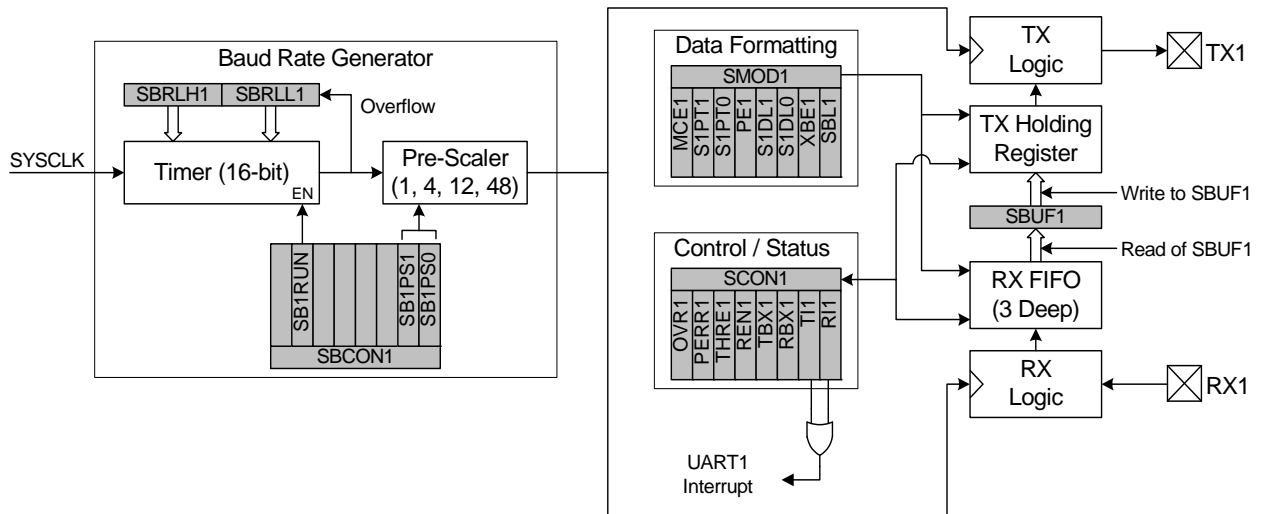 Baud Rate Generator
SBRLH1
SBRLL1
Overflow
SYSCLK
Timer (16-bit)
EN
Pre-Scaler
(1, 4, 12, 48)
SB1RUN
SB1PS1
SB1PS0
SBCON1
Data Formatting
SMOD1
MCE1
S1PT1
S1PT0
PE1
S1DL1
S1DL0
XBE1
SBL1
Control / Status
SCON1
OVR1
PERR1
THRE1
REN1
TBX1
RBX1
TI1
RI1
UART1
Interrupt
TX
Logic
TX1
TX Holding
Register
Write to SBUF1
SBUF1
Read of SBUF1
RX FIFO
(3 Deep)
RX
Logic
RX1